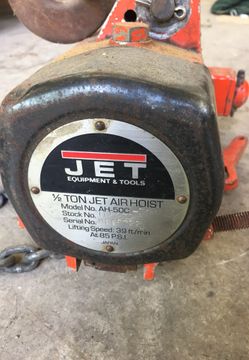 JET
EQUIPMENT & TOOLS
½ TON JET AIR HOIST
Model No. AH-50C
Stock No.
Serial No.
Lifting Speed: 39 ft/min
At 85 P.S.I
JAPAN